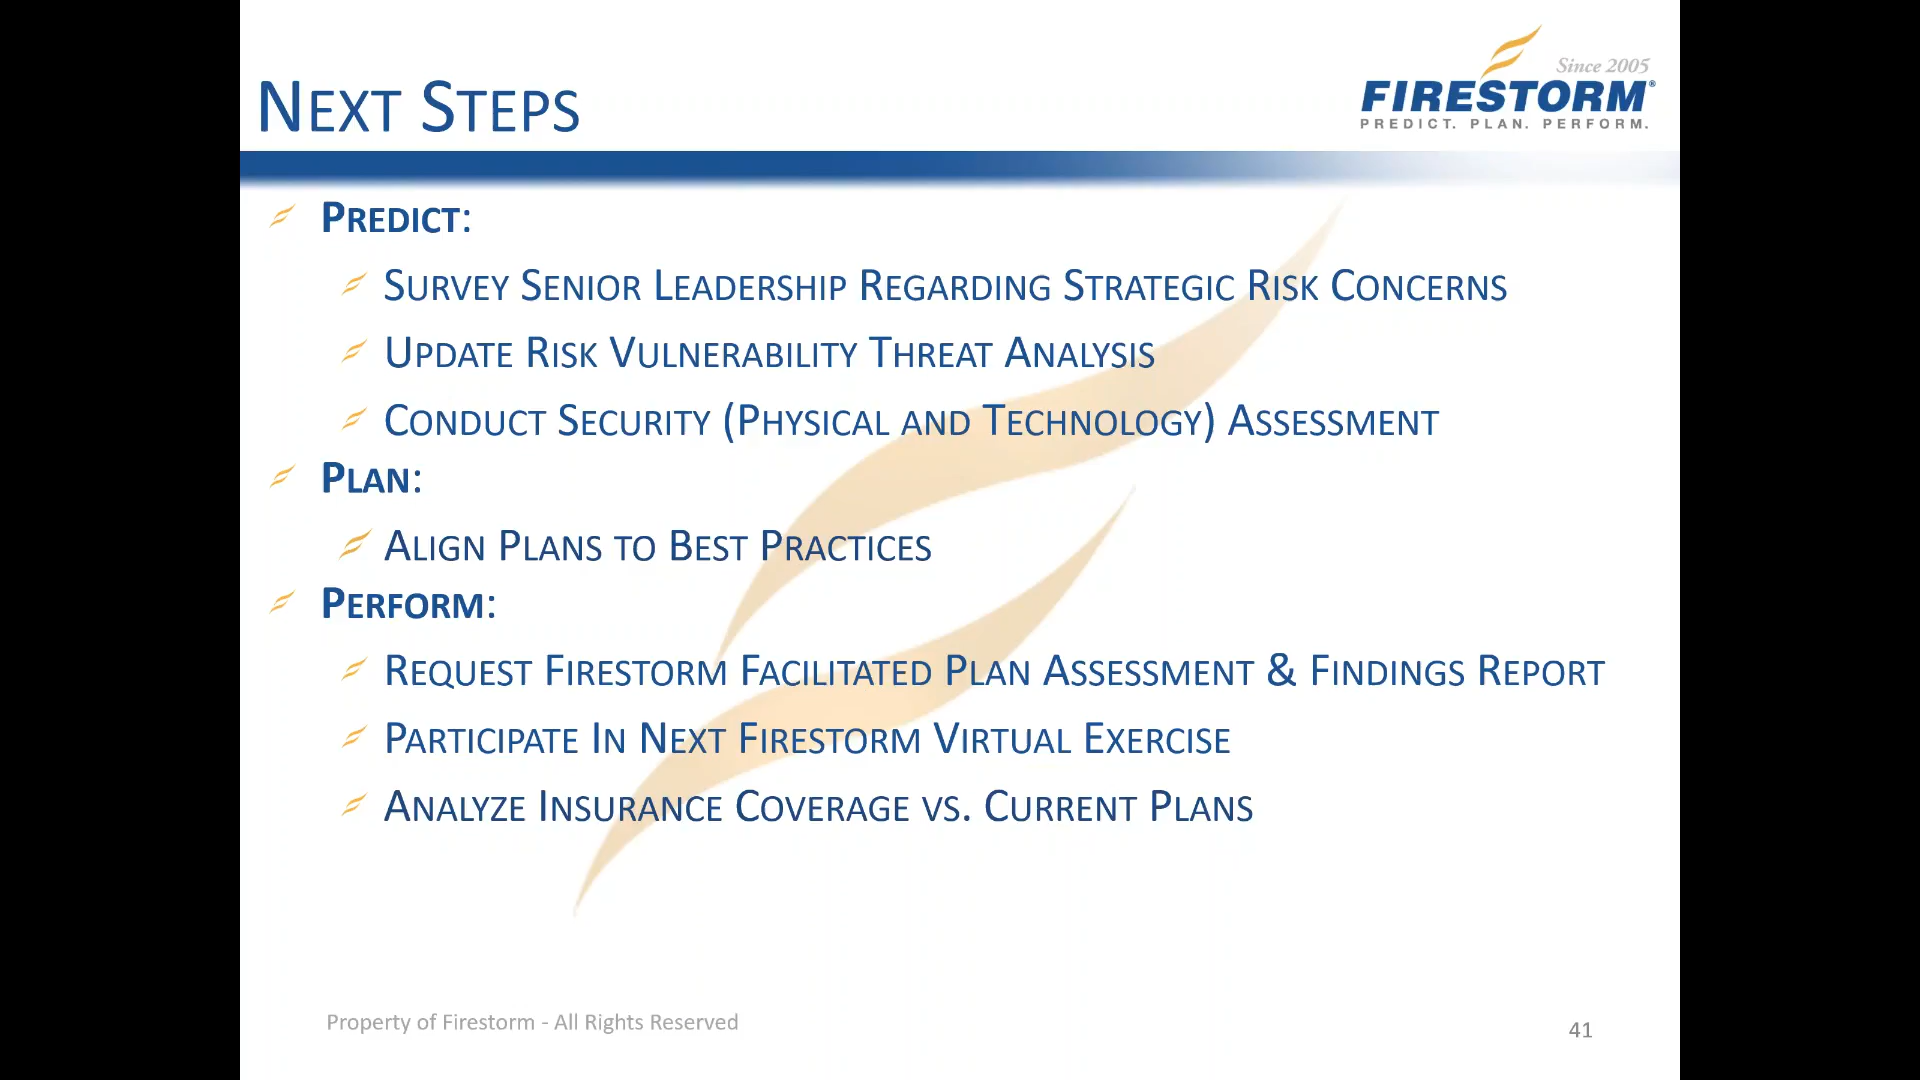 Next Steps
Since 2005
FIRESTORM®
PREDICT. PLAN. PERFORM.
Predict:
Survey Senior Leadership Regarding Strategic Risk Concerns
Update Risk Vulnerability Threat Analysis
Conduct Security (Physical and Technology) Assessment
Plan:
Align Plans to Best Practices
Perform:
Request Firestorm Facilitated Plan Assessment & Findings Report
Participate In Next Firestorm Virtual Exercise
Analyze Insurance Coverage vs. Current Plans
Property of Firestorm - All Rights Reserved
41